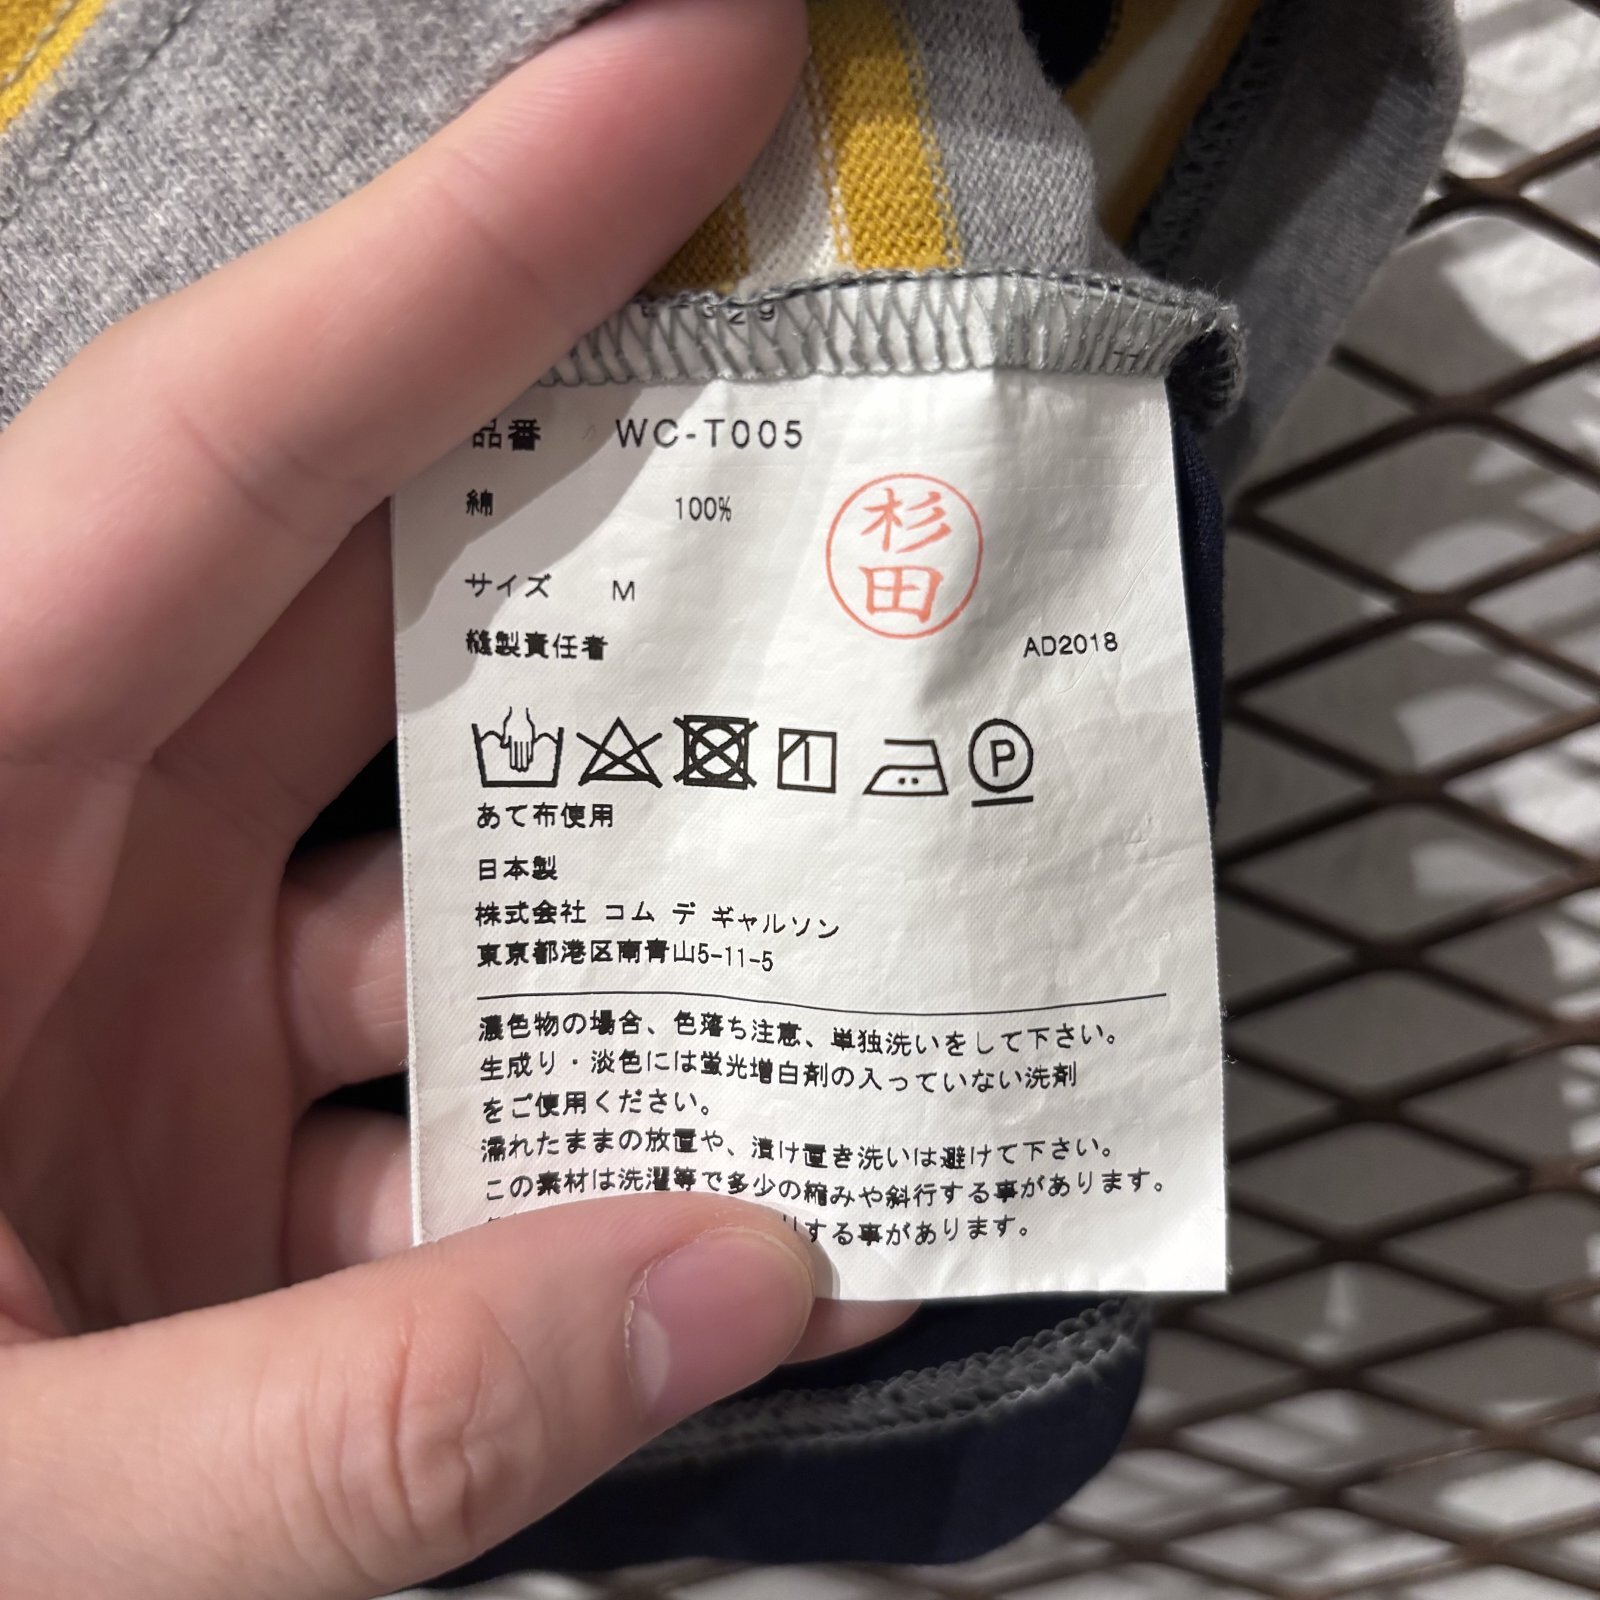 品番 WC-T005
綿 100%
杉田
サイズ M
縫製責任者 AD2018
P
あて布使用
日本製
株式会社 コム デ ギャルソン
東京都港区南青山5-11-5
濃色物の場合、色落ち注意、単独洗いをして下さい。
生成り・淡色には蛍光増白剤の入っていない洗剤
をご使用ください。
濡れたままの放置や、漬け置き洗いは避けて下さい。
この素材は洗濯等で多少の縮みや斜行する事があります。
する事があります。